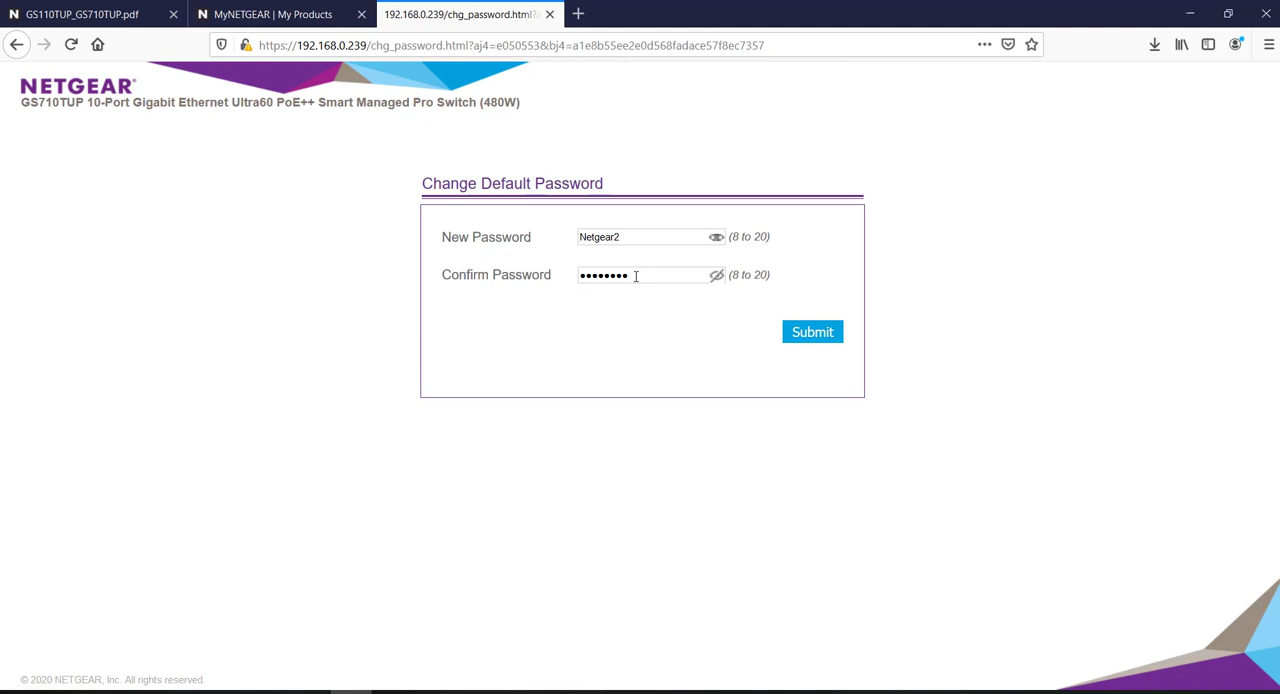 GS110TUP_GS710TUP.pdf
MyNETGEAR | My Products
192.168.0.239/chg_password.html?a
https://192.168.0.239/chg_password.html?aj4=e050553&bj4=a1e8b55ee2e0d568fadace57f8ec7357
NETGEAR®
GS710TUP 10-Port Gigabit Ethernet Ultra60 PoE++ Smart Managed Pro Switch (480W)
Change Default Password
New Password Netgear2 (8 to 20)
Confirm Password •••••••• (8 to 20)
Submit
© 2020 NETGEAR, Inc. All rights reserved.